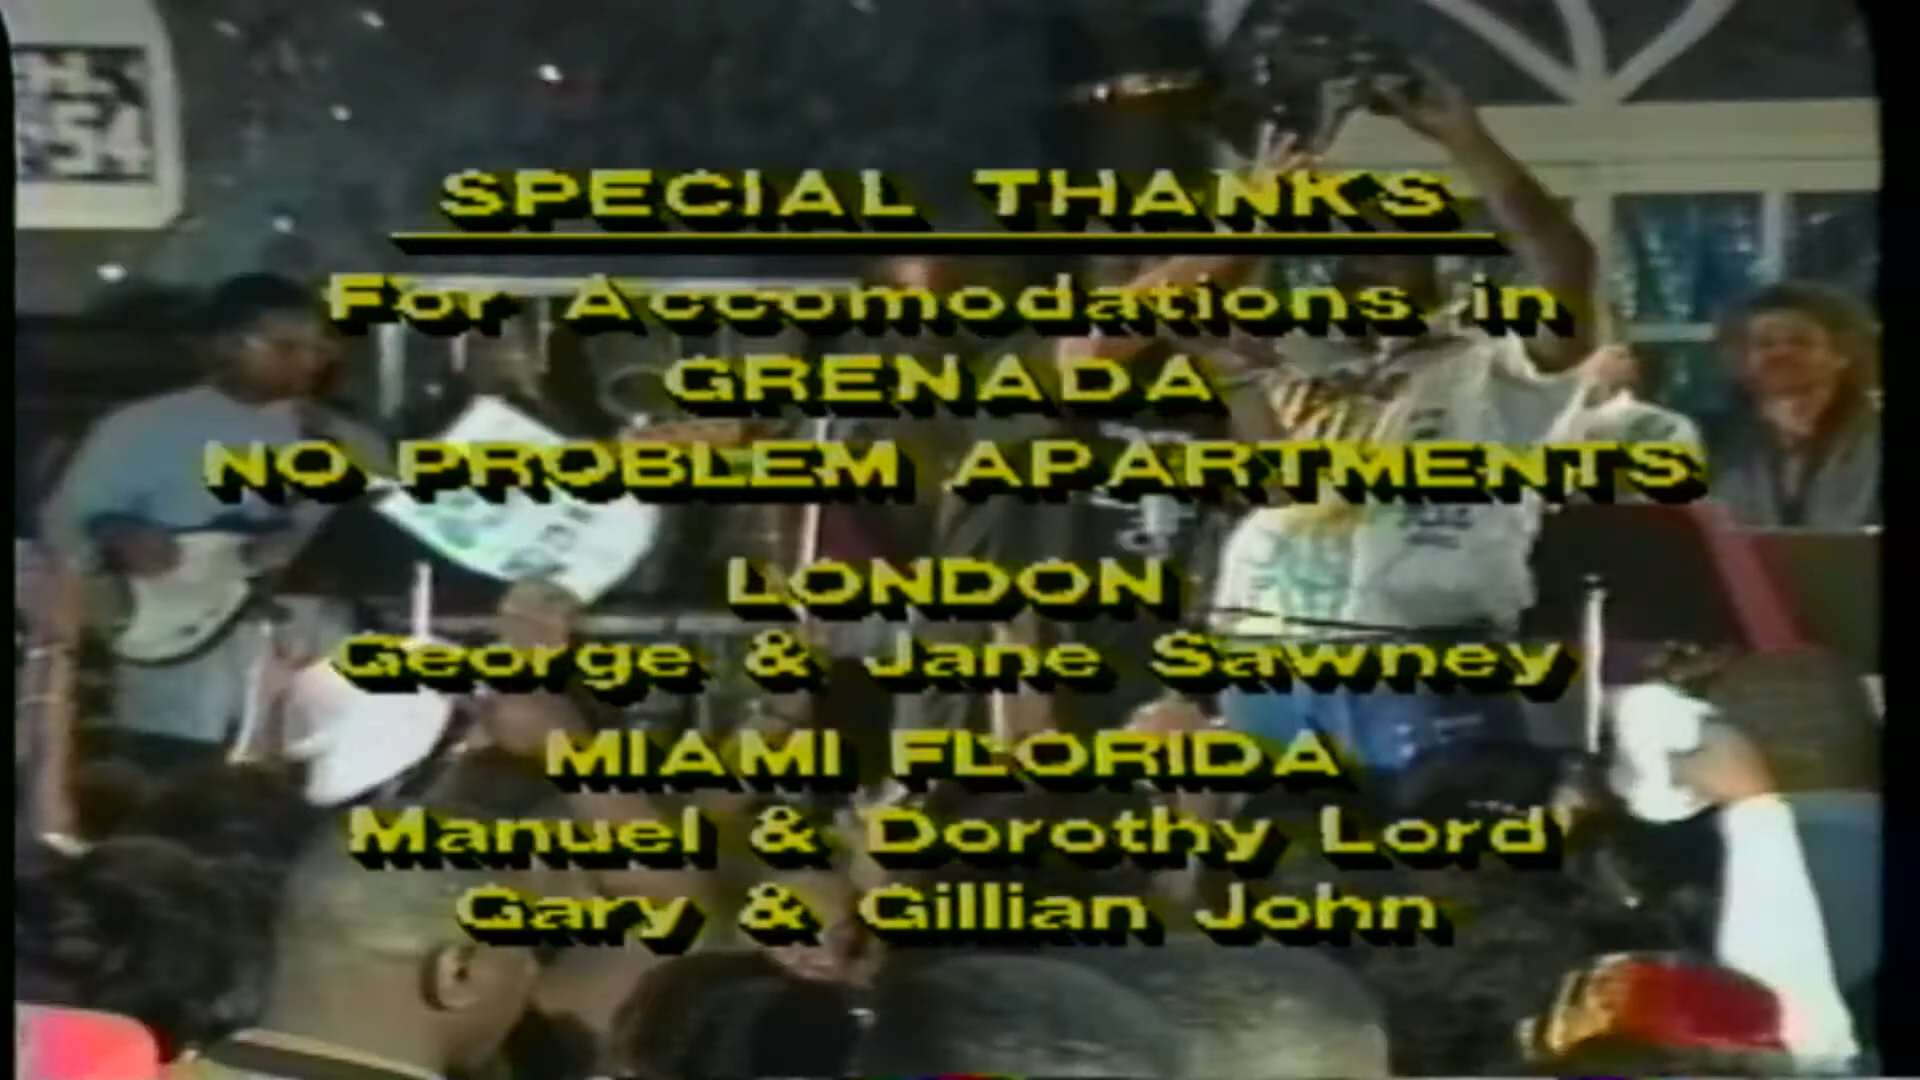 54
SPECIAL THANKS
For Accomodations in
GRENADA
NO PROBLEM APARTMENTS
LONDON
George & Jane Sawney
MIAMI FLORIDA
Manuel & Dorothy Lord
Gary & Gillian John